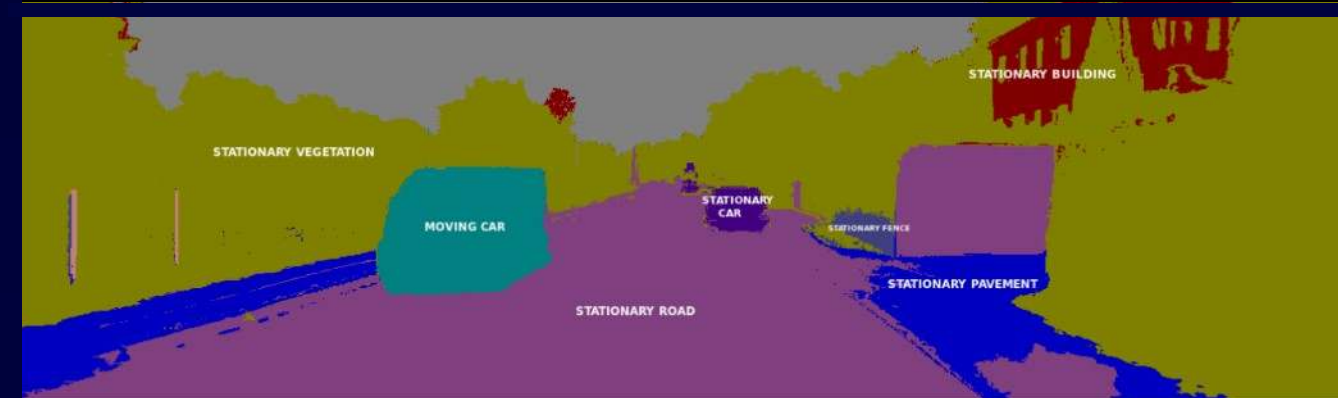 STATIONARY BUILDING
STATIONARY VEGETATION
STATIONARY
CAR
MOVING CAR
STATIONARY FENCE
STATIONARY PAVEMENT
STATIONARY ROAD